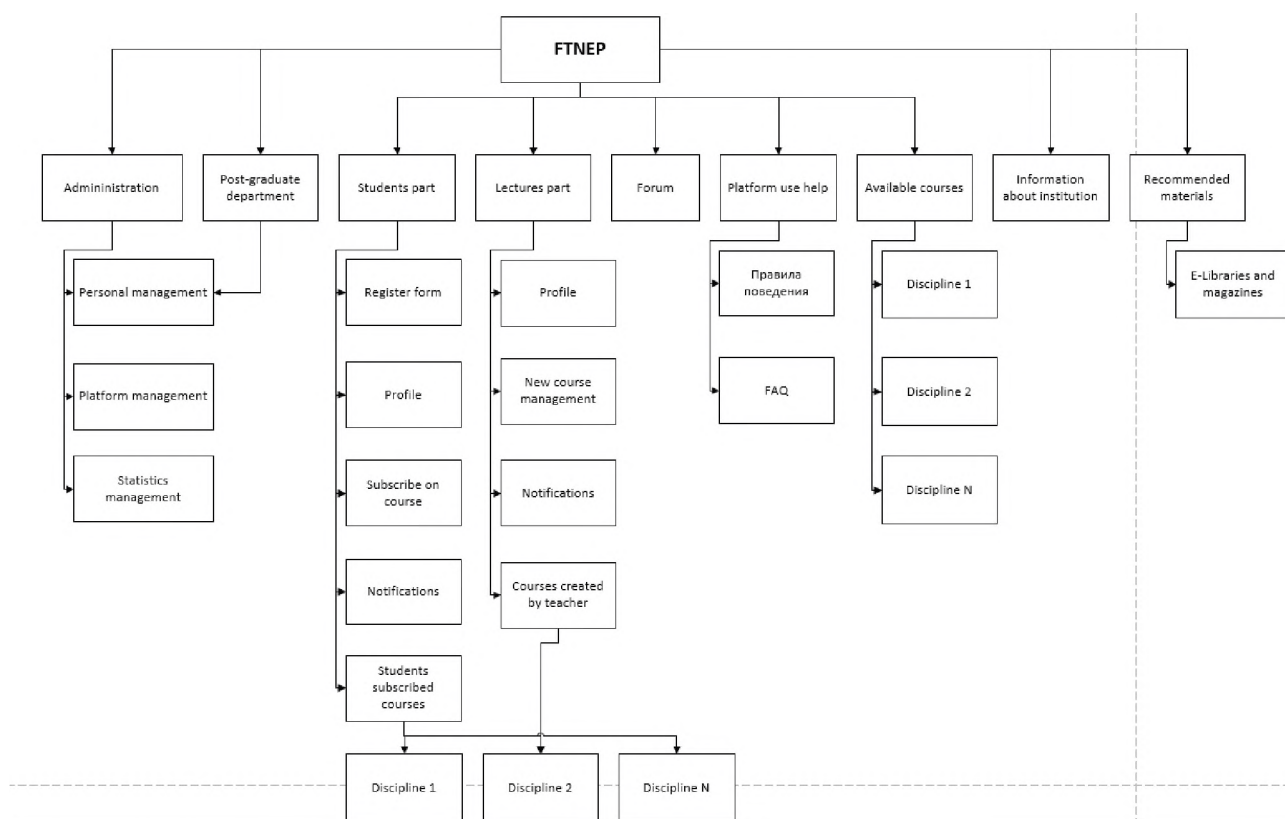 FTNEP
Admininistration
Post-graduate
department
Students part
Lectures part
Forum
Platform use help
Available courses
Information
about institution
Recommended
materials
Personal management
Platform management
Statistics
management
Register form
Profile
Subscribe on
course
Notifications
Students
subscribed
courses
Profile
New course
management
Notifications
Courses created
by teacher
Правила
поведения
FAQ
Discipline 1
Discipline 2
Discipline N
E-Libraries and
magazines
Discipline 1
Discipline 2
Discipline N